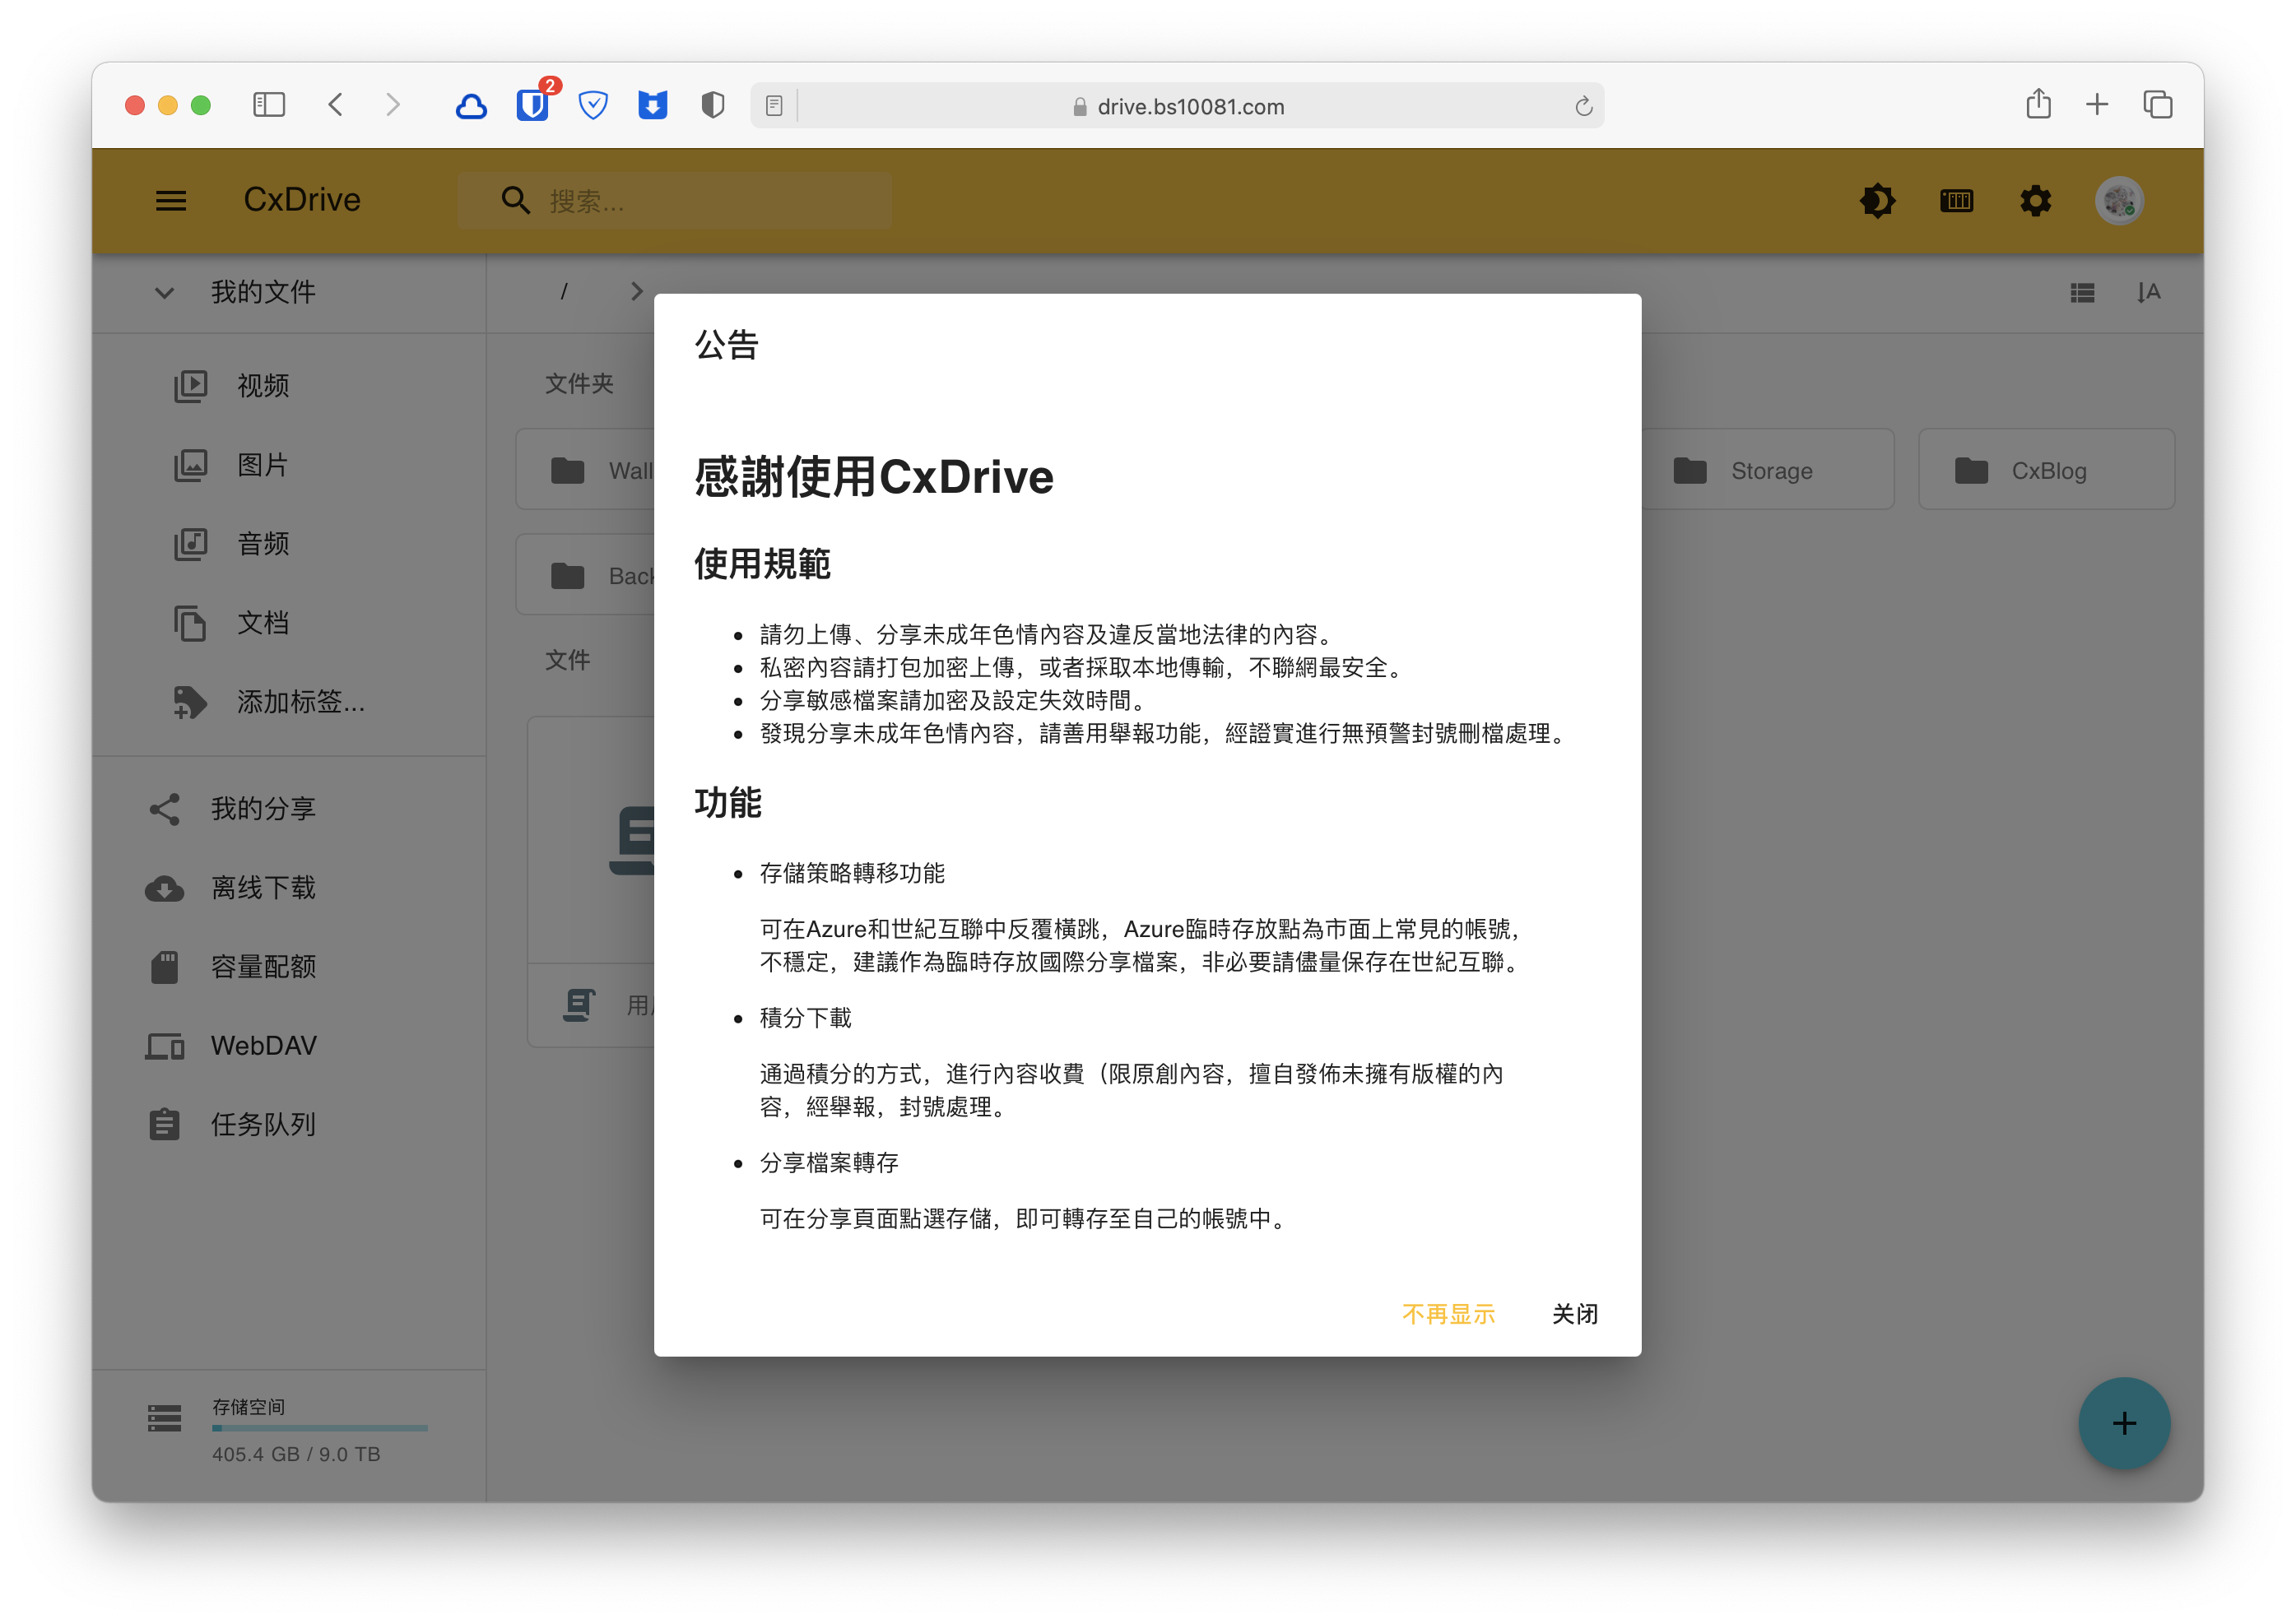 2
drive.bs10081.com
CxDrive
搜索...
我的文件
/
A
视频
图片
音频
文档
添加标签...
我的分享
离线下载
容量配额
WebDAV
任务队列
存储空间
405.4 GB / 9.0 TB
文件夹
Storage
CxBlog
文件
公告
感謝使用CxDrive
使用規範
請勿上傳、分享未成年色情內容及違反當地法律的內容。
私密內容請打包加密上傳，或者採取本地傳輸，不聯網最安全。
分享敏感檔案請加密及設定失效時間。
發現分享未成年色情內容，請善用舉報功能，經證實進行無預警封號刪檔處理。
功能
存儲策略轉移功能
可在Azure和世紀互聯中反覆橫跳，Azure臨時存放點為市面上常見的帳號，
不穩定，建議作為臨時存放國際分享檔案，非必要請儘量保存在世紀互聯。
積分下載
通過積分的方式，進行內容收費（限原創內容，擅自發佈未擁有版權的內
容，經舉報，封號處理。
分享檔案轉存
可在分享頁面點選存儲，即可轉存至自己的帳號中。
不再显示
关闭